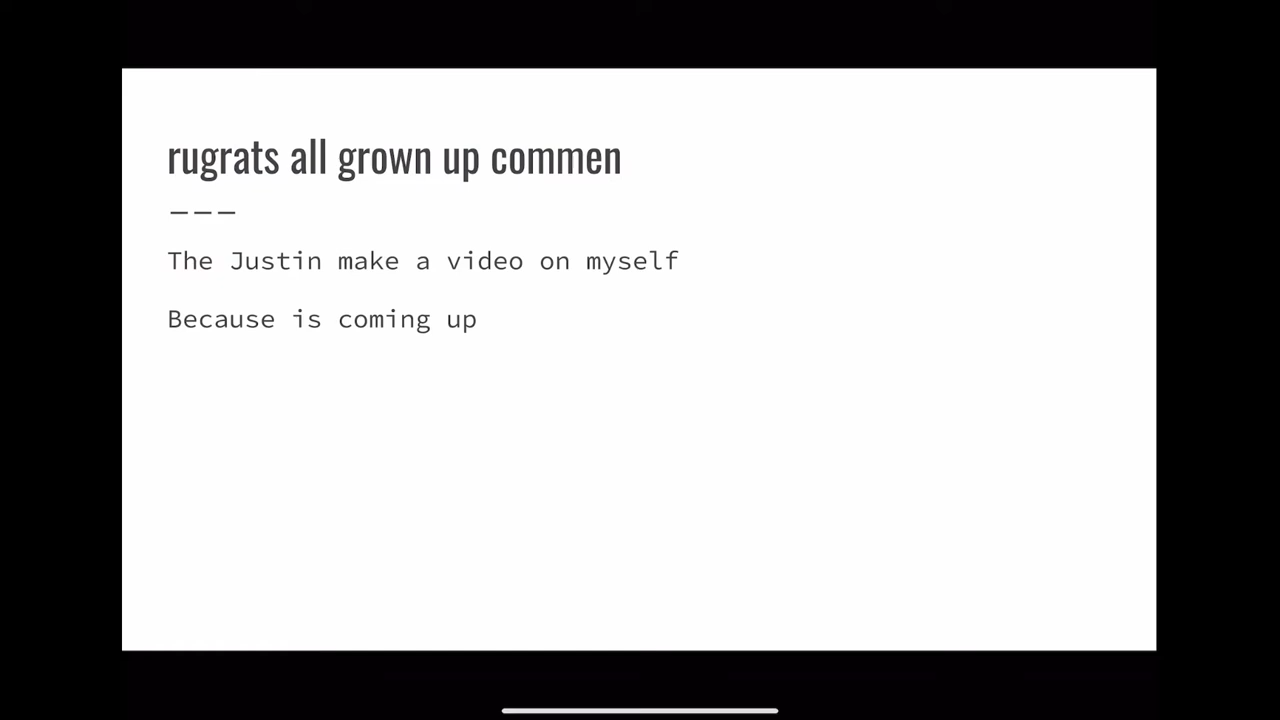 rugrats all grown up commen
———
The Justin make a video on myself
Because is coming up